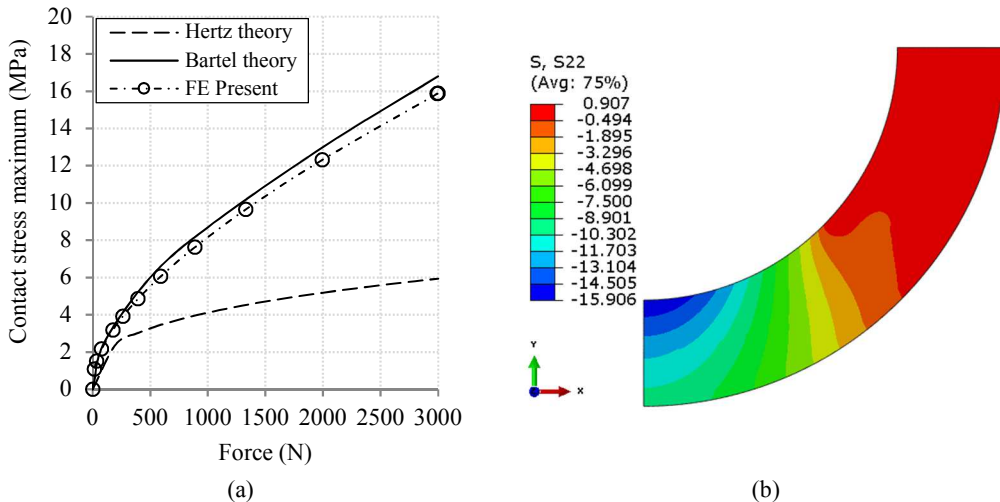 Contact stress maximum (MPa)
20
18
16
14
12
10
8
6
4
2
0
Hertz theory
Bartel theory
FE Present
0
500
1000
1500
2000
2500
3000
Force (N)
(a)
S, S22
(Avg: 75%)
0.907
-0.494
-1.895
-3.296
-4.698
-6.099
-7.500
-8.901
-10.302
-11.703
-13.104
-14.505
-15.906
Y
X
(b)